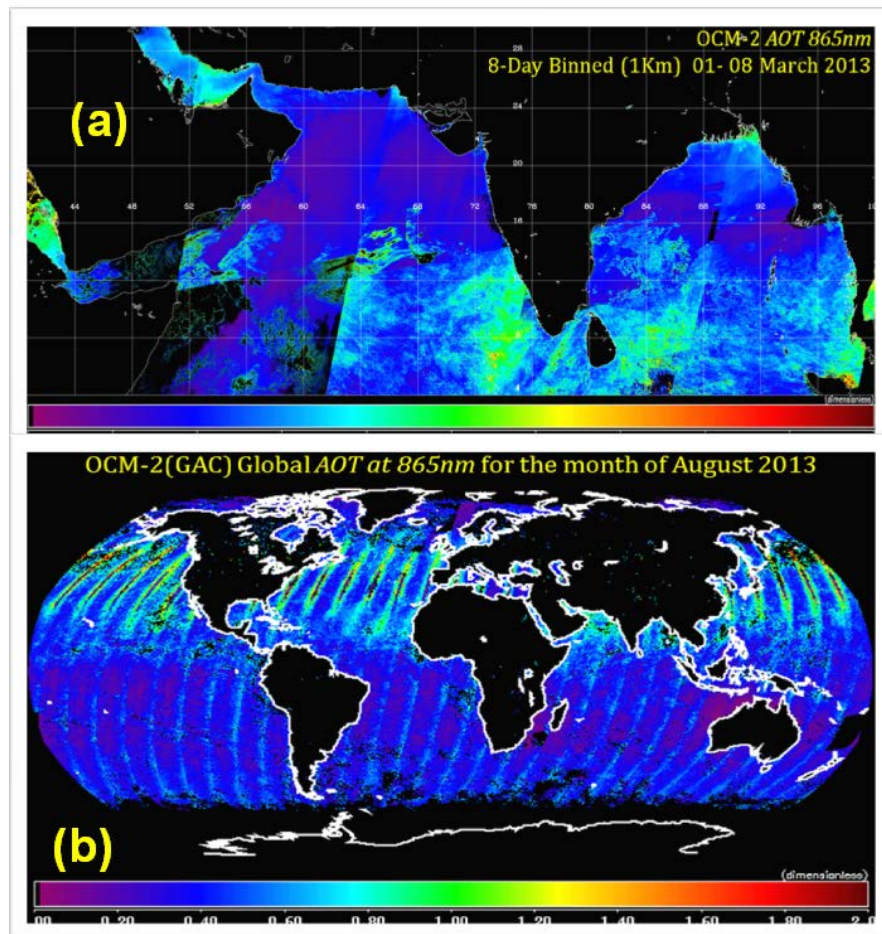 OCM-2 AOT 865nm
8-Day Binned (1Km) 01- 08 March 2013
(a)
28
24
20
44 52 56 60 64 68 72 80 84 88 92 96
16
(dimensionless)
OCM-2(GAC) Global AOT at 865nm for the month of August 2013
(b)
(dimensionless)
.00 0.20 0.40 0.60 0.80 1.00 1.20 1.40 1.60 1.80 2.0